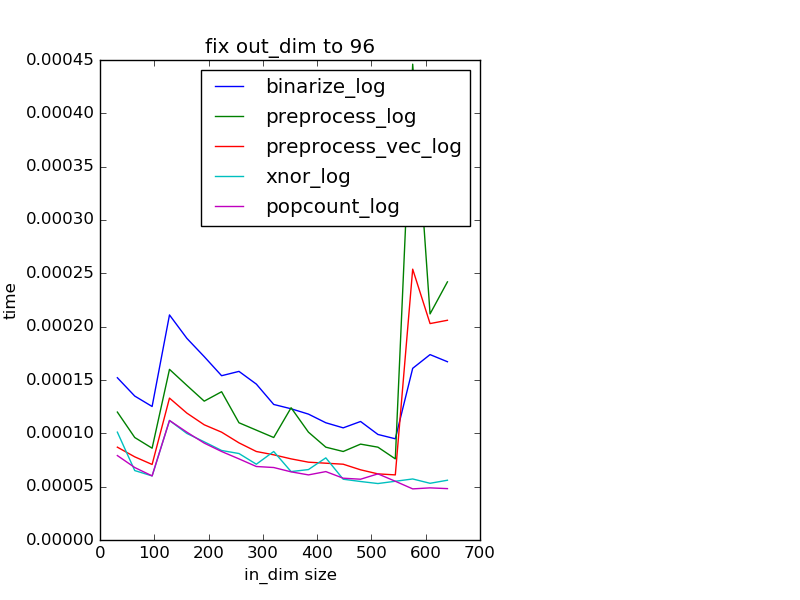 fix out_dim to 96
0.00045
0.00040
0.00035
0.00030
0.00025
0.00020
0.00015
0.00010
0.00005
0.00000
time
binarize_log
preprocess_log
preprocess_vec_log
xnor_log
popcount_log
0 100 200 300 400 500 600 700
in_dim size